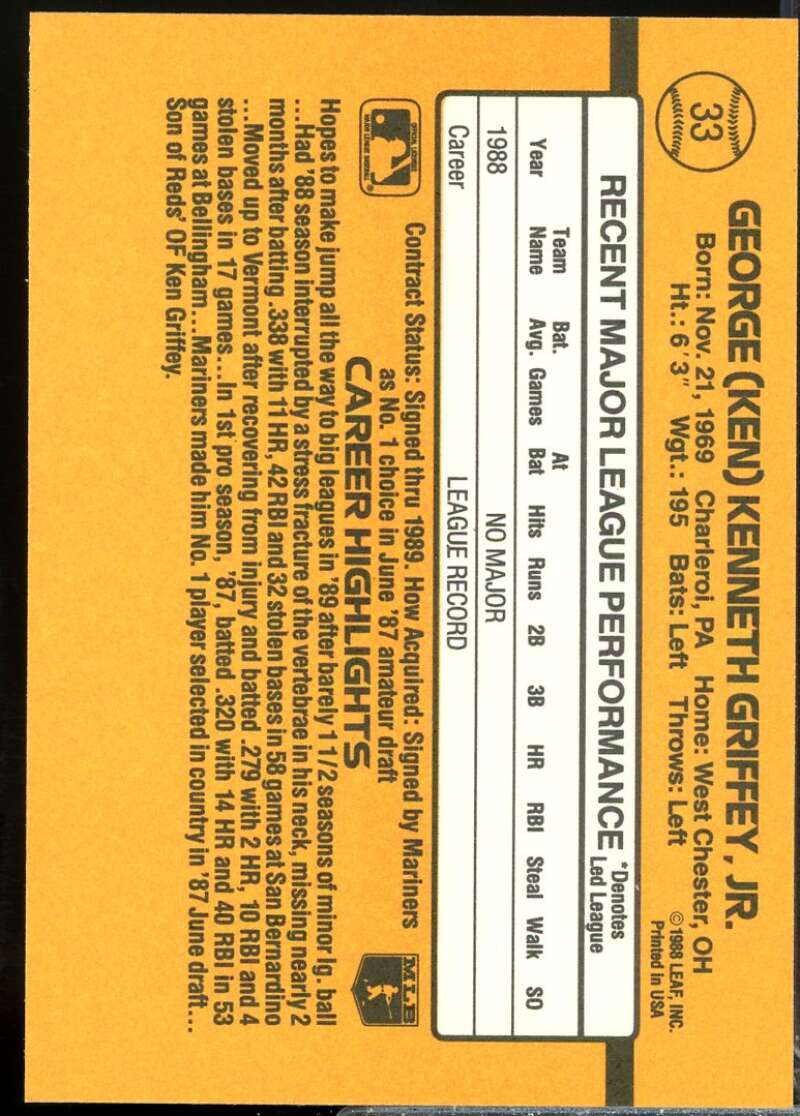 33
GEORGE (KEN) KENNETH GRIFFEY, JR.
Born: Nov. 21, 1969 Charleroi, PA Home: West Chester, OH
Ht.: 6'3" Wgt.: 195 Bats: Left Throws: Left
©1988 LEAF, INC.
Printed in USA
RECENT MAJOR LEAGUE PERFORMANCE *Denotes
Led League
Team Bat. At
Year Name Avg. Games Bat Hits Runs 2B 3B HR RBI Steal Walk SO
1988 NO MAJOR
Career LEAGUE RECORD
OFFICIAL LICENSEE
MAJOR LEAGUE BASEBALL
®
Contract Status: Signed thru 1989. How Acquired: Signed by Mariners
as No. 1 choice in June '87 amateur draft
MLB
CAREER HIGHLIGHTS
Hopes to make jump all the way to big leagues in '89 after barely 1 1/2 seasons of minor lg. ball
...Had '88 season interrupted by a stress fracture of the vertebrae in his neck, missing nearly 2
months after batting .338 with 11 HR, 42 RBI and 32 stolen bases in 58 games at San Bernardino
...Moved up to Vermont after recovering from injury and batted .279 with 2 HR, 10 RBI and 4
stolen bases in 17 games...In 1st pro season, '87, batted .320 with 14 HR and 40 RBI in 53
games at Bellingham...Mariners made him No. 1 player selected in country in '87 June draft...
Son of Reds' OF Ken Griffey.